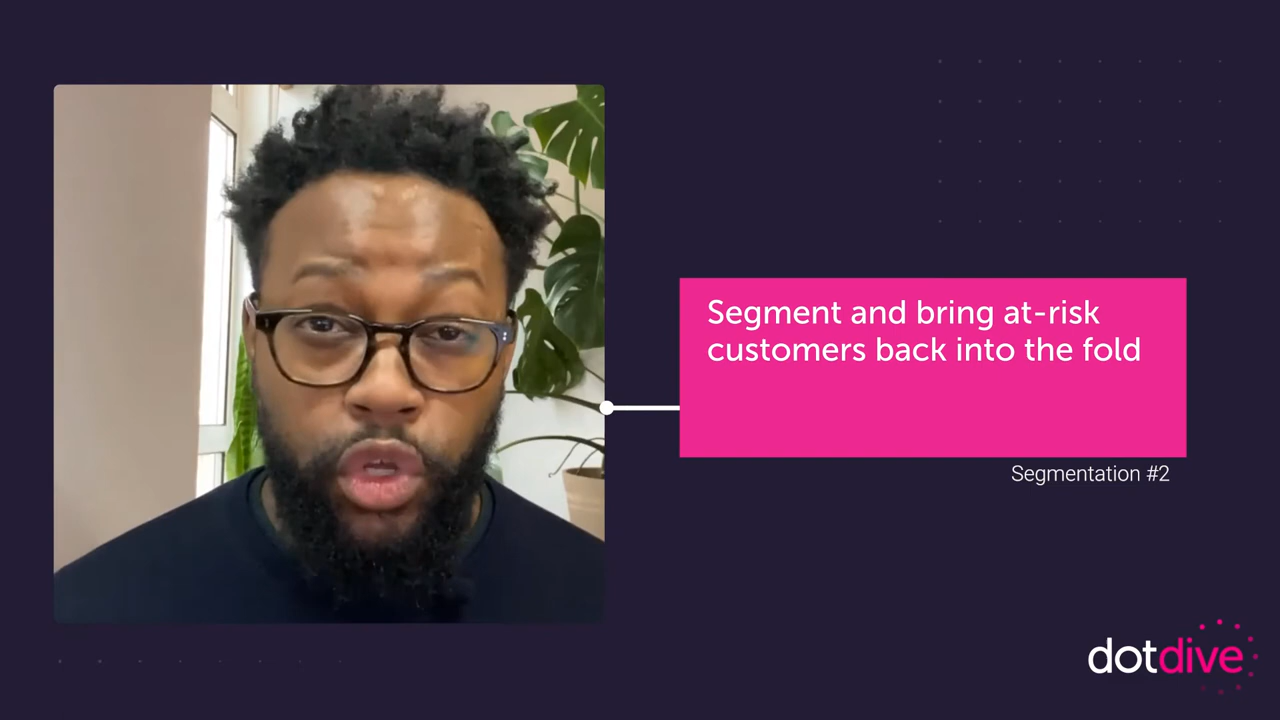 Segment and bring at-risk
customers back into the fold
Segmentation #2
dotdive